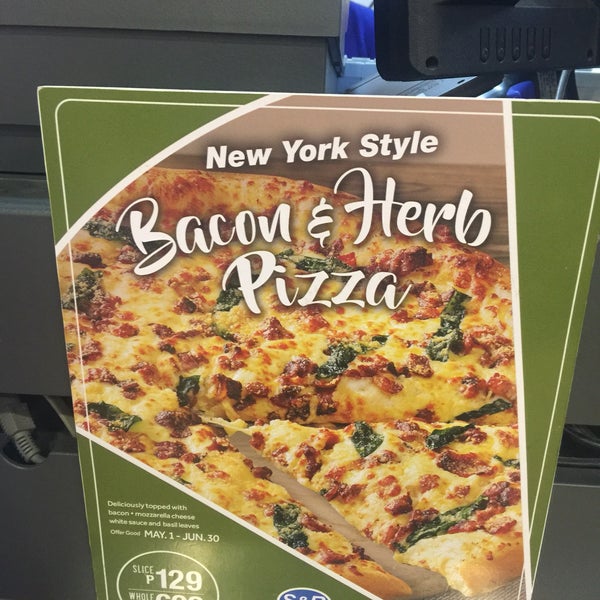 New York Style
Bacon & Herb
Pizza
Deliciously topped with
bacon • mozzarella cheese
white sauce and basil leaves
Offer Good MAY. 1 - JUN. 30
SLICE
P129
WHOLE
S&R